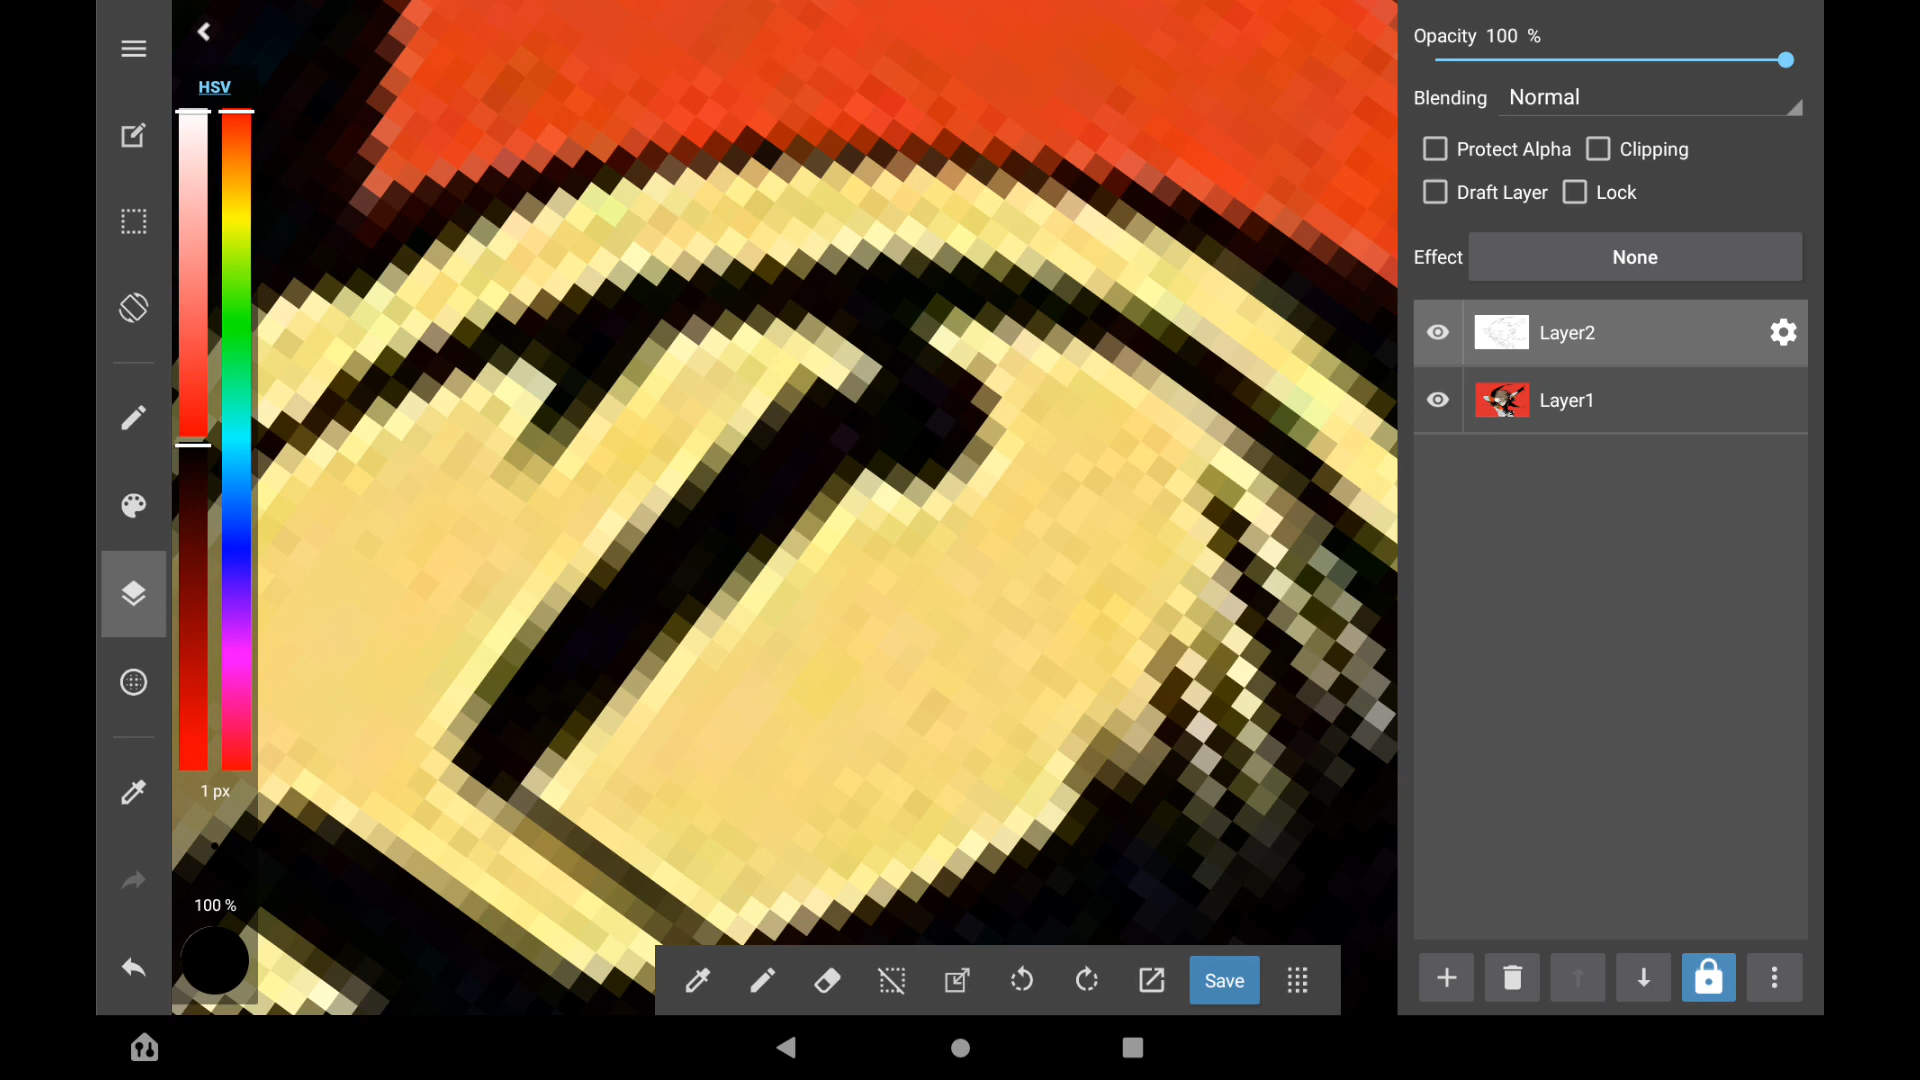 HSV
1 px
100 %
Opacity 100 %
Blending Normal
Protect Alpha Clipping
Draft Layer Lock
Effect None
Layer2
Layer1
Save